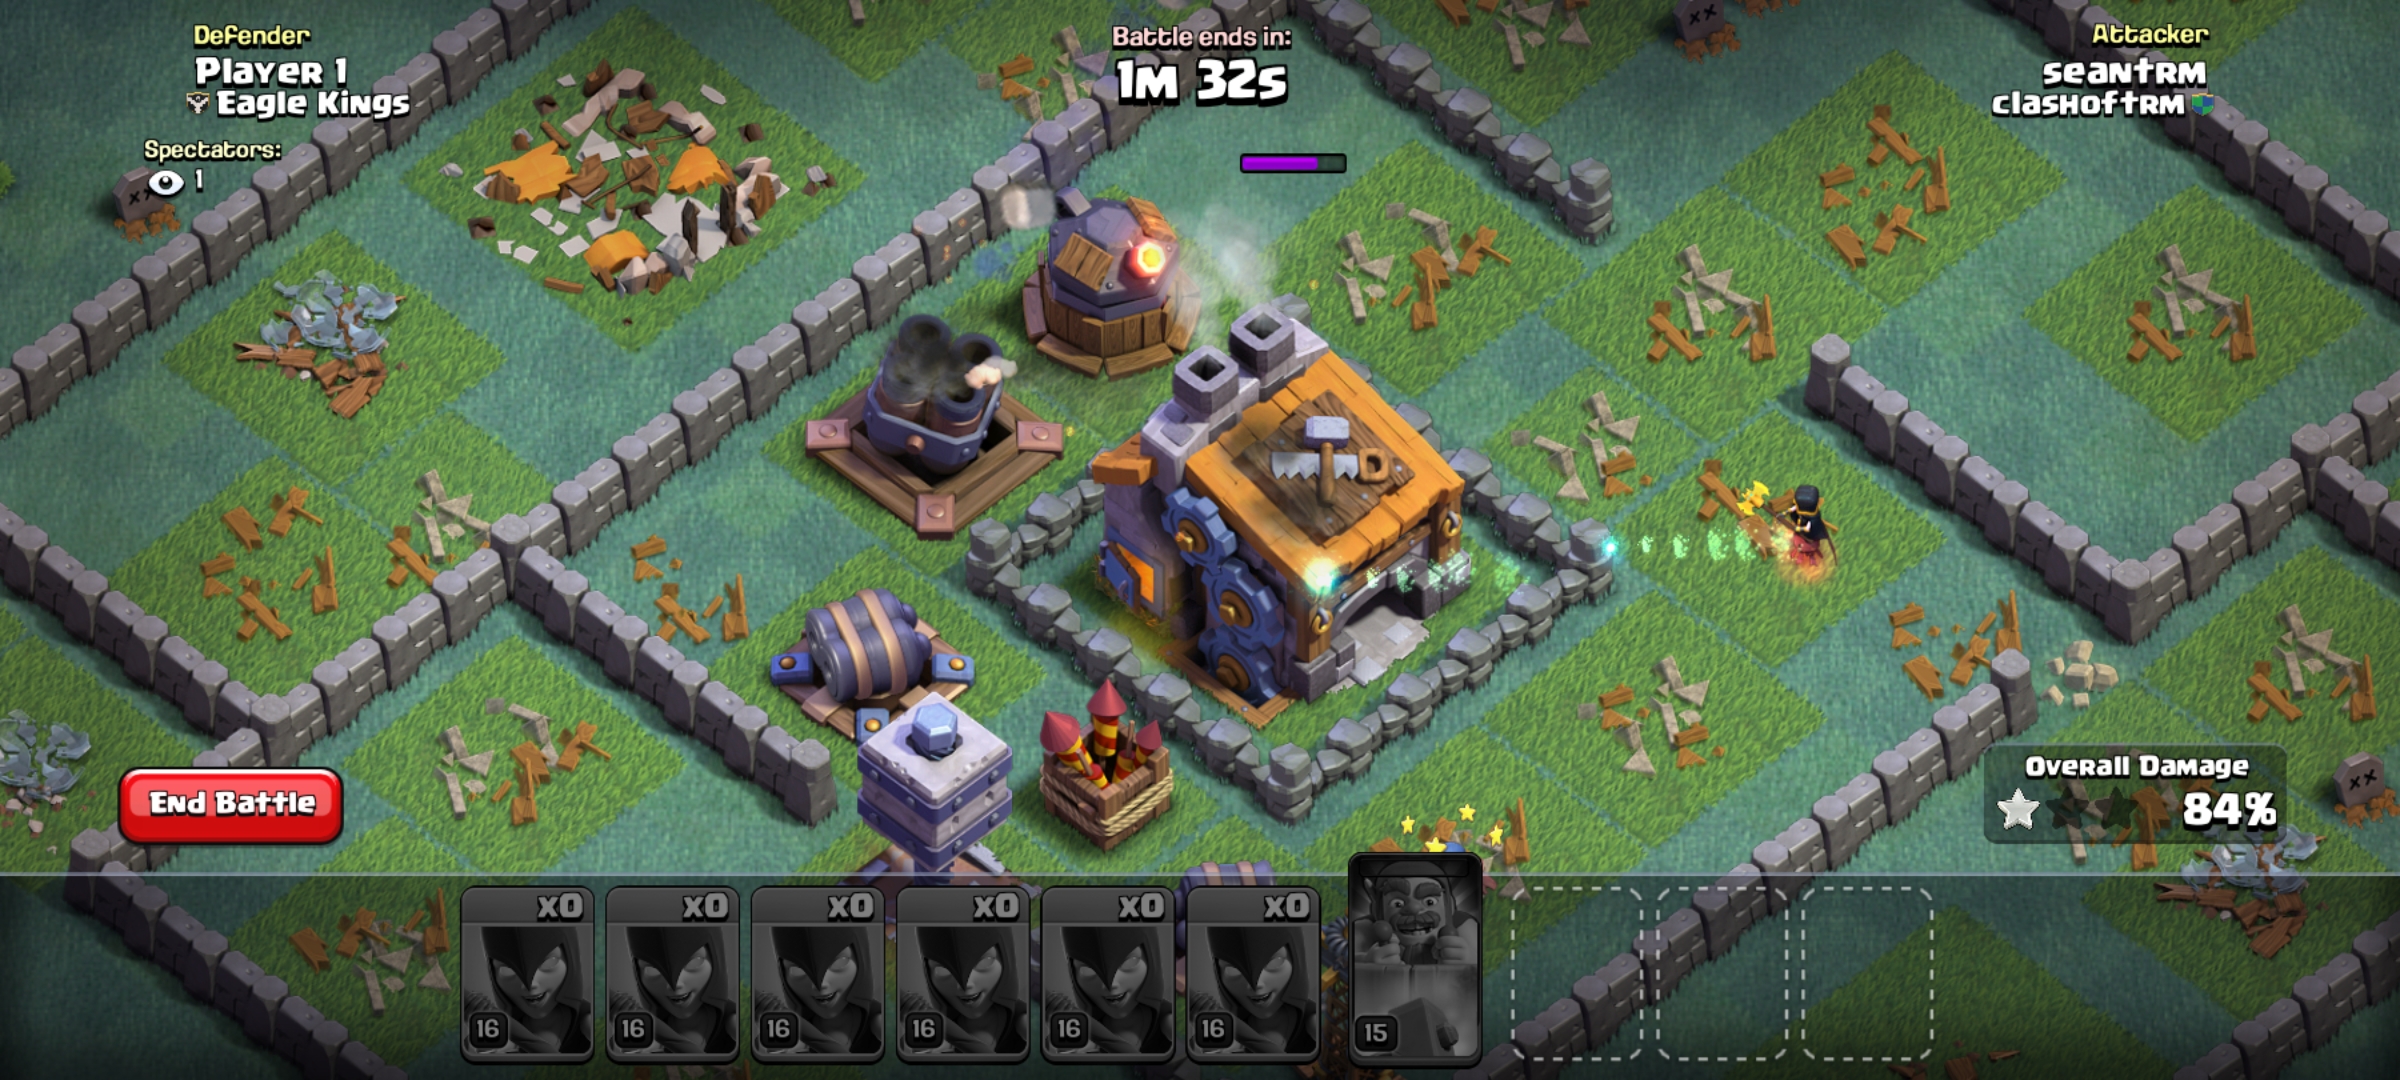 Defender
Player 1
Eagle Kings
Spectators:
1
Battle ends in:
1M 32s
Attacker
seantrm
clashoftrm
End Battle
Overall Damage
84%
x0
x0
x0
x0
x0
x0
16
16
16
16
16
16
15